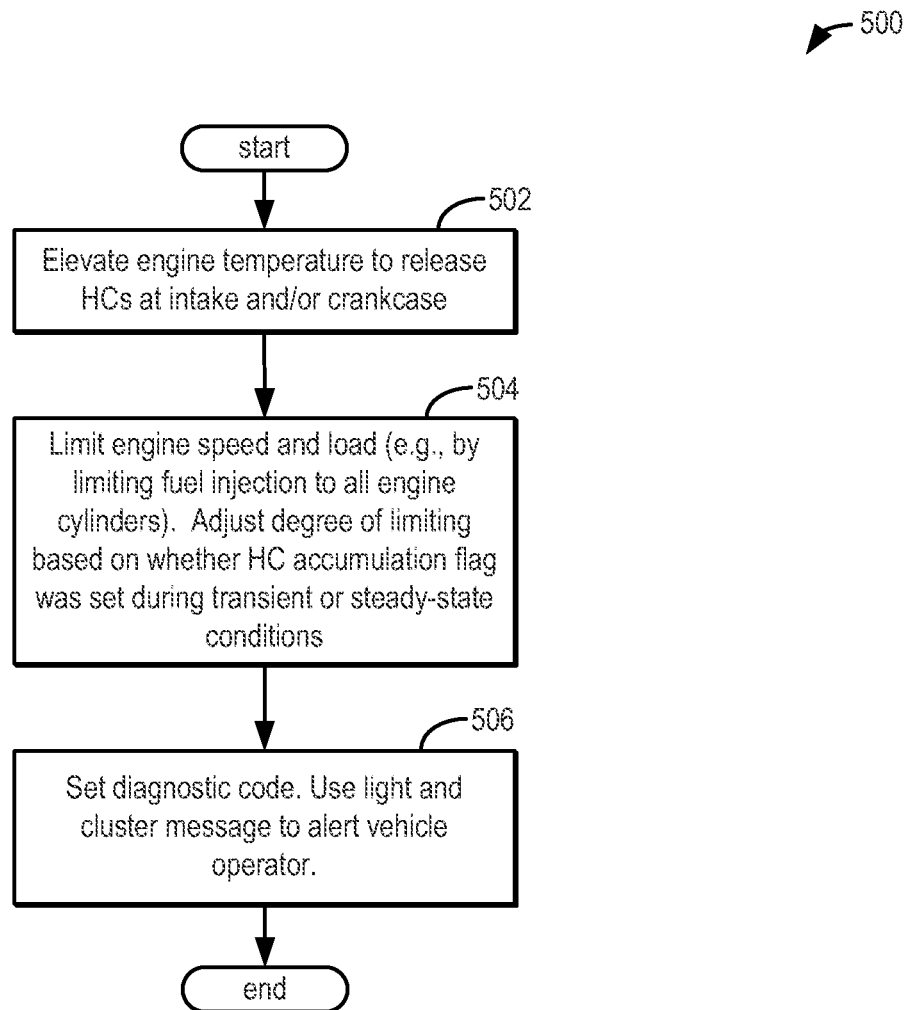 500
start
502
Elevate engine temperature to release
HCs at intake and/or crankcase
504
Limit engine speed and load (e.g., by
limiting fuel injection to all engine
cylinders). Adjust degree of limiting
based on whether HC accumulation flag
was set during transient or steady-state
conditions
506
Set diagnostic code. Use light and
cluster message to alert vehicle
operator.
end